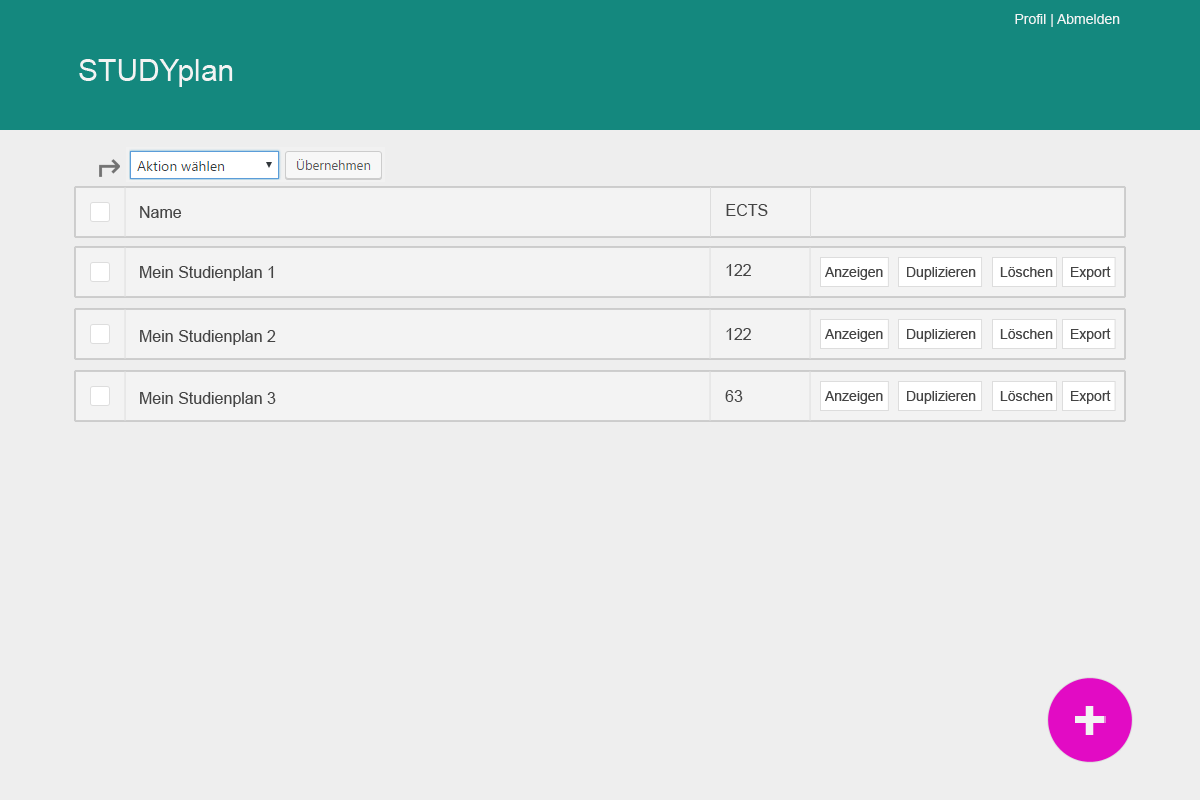 Profil | Abmelden
STUDYplan
Aktion wählen Übernehmen
Name ECTS
Mein Studienplan 1 122 Anzeigen Duplizieren Löschen Export
Mein Studienplan 2 122 Anzeigen Duplizieren Löschen Export
Mein Studienplan 3 63 Anzeigen Duplizieren Löschen Export